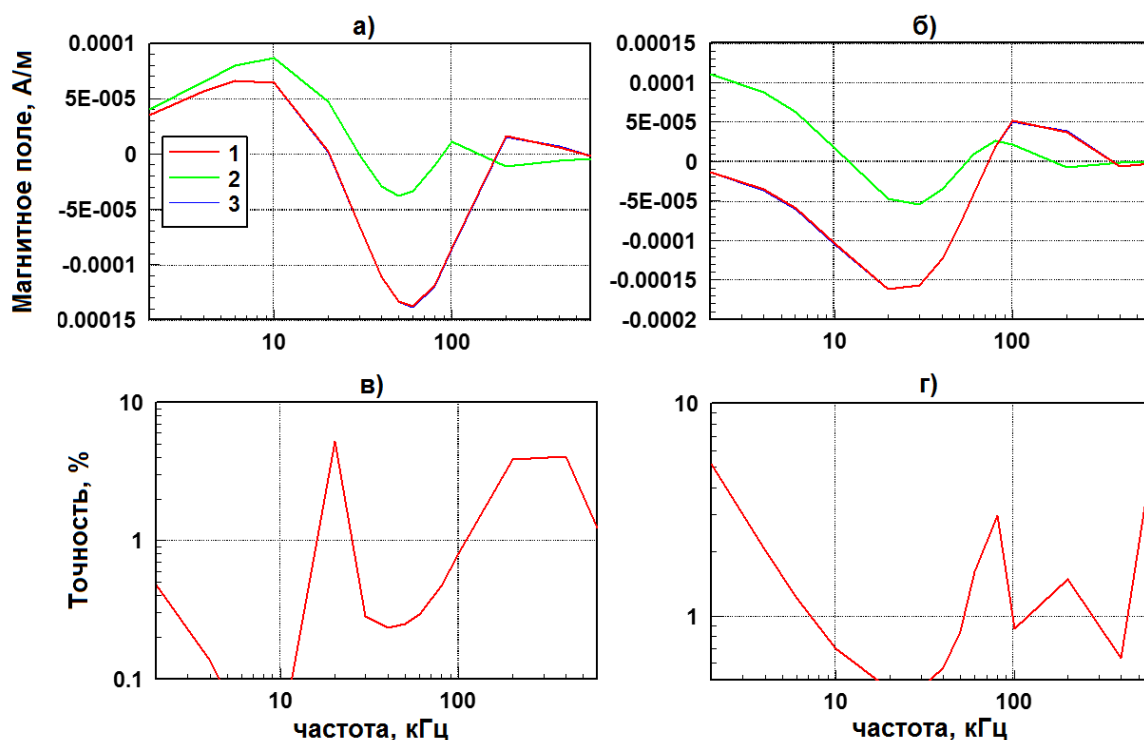 а)
б)
Магнитное поле, А/м
0.0001
5E-005
0
-5E-005
-0.0001
0.00015
10
100
1
2
3
0.00015
0.0001
5E-005
0
-5E-005
-0.0001
-0.00015
-0.0002
10
100
в)
г)
Точность, %
10
1
0.1
10
100
частота, кГц
10
1
10
100
частота, кГц